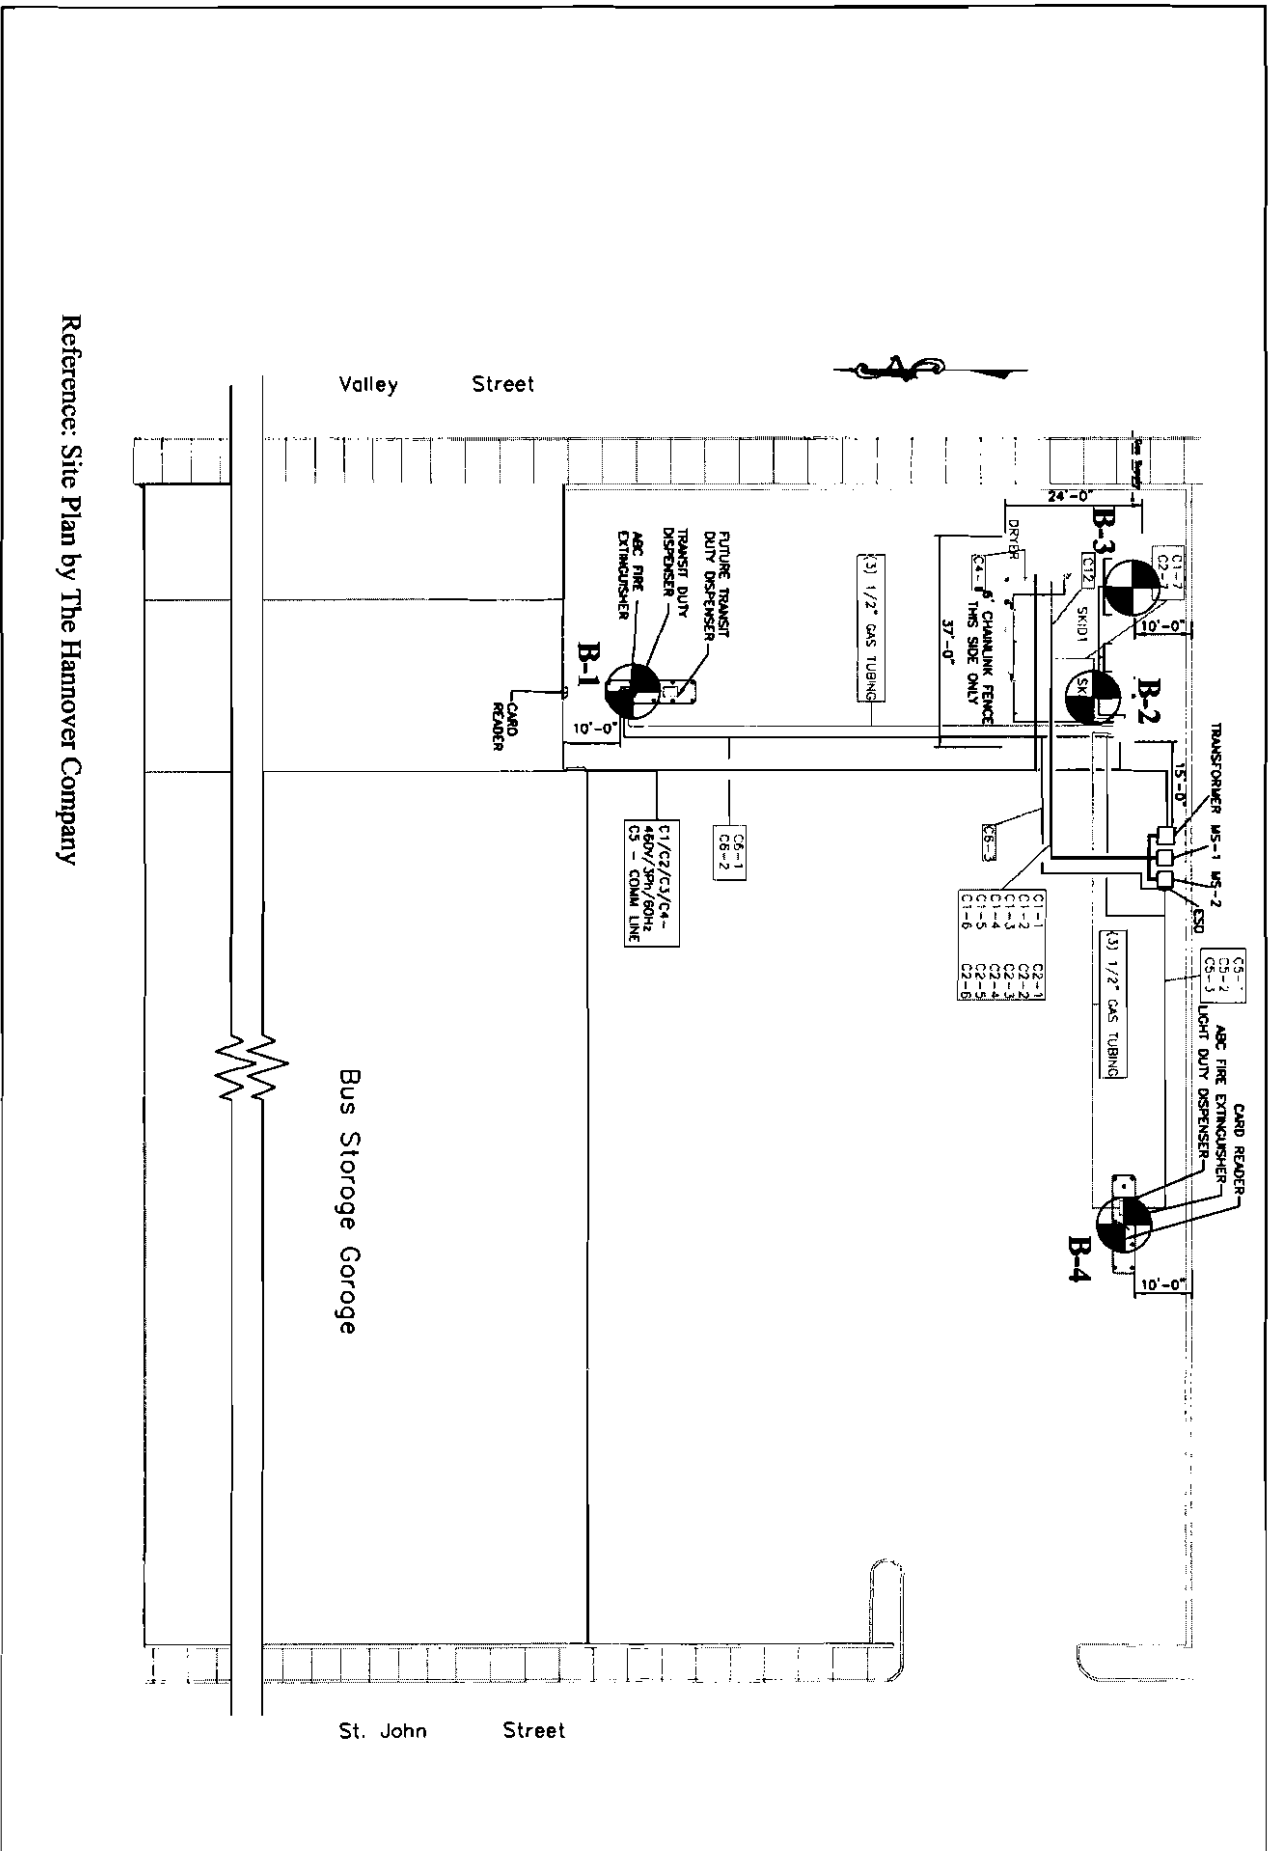 Valley Street
Gas Supply
24'-0"
B-3
C1-7
C2-7
10'-0"
DRYER
C12
SKID1
C4-
6' CHAINLINK FENCE
THIS SIDE ONLY
37'-0"
(3) 1/2" GAS TUBING
B-2
15'-0"
TRANSFORMER MS-1 MS-2
ESD
FUTURE TRANSIT
DUTY DISPENSER
TRANSIT DUTY
DISPENSER
ABC FIRE
EXTINGUISHER
B-1
10'-0"
CARD
READER
C6-1
C6-2
C1/C2/C3/C4-
460V/3Ph/60Hz
C5 - COMM LINE
C6-3
C1-1 C2-1
C1-2 C2-2
C1-3 C2-3
C1-4 C2-4
C1-5 C2-5
C1-6 C2-6
C5-2
C5-3
(3) 1/2" GAS TUBING
CARD READER
ABC FIRE EXTINGUISHER
LIGHT DUTY DISPENSER
B-4
10'-0"
Bus Storage Garage
St. John Street
Reference: Site Plan by The Hannover Company